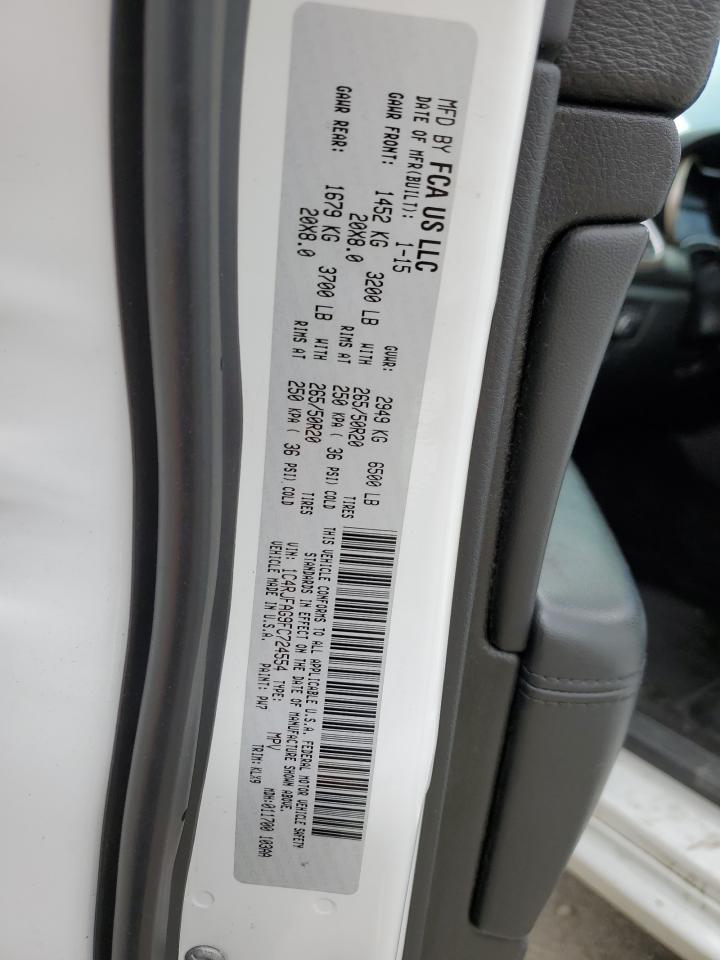 MFD BY FCA US LLC
DATE OF MFR(BUILT): 1-15 GVWR: 2949 KG 6500 LB
GAWR FRONT: 1452 KG 3200 LB WITH 265/50R20 TIRES
20X8.0 RIMS AT 250 KPA ( 36 PSI) COLD
GAWR REAR: 1679 KG 3700 LB WITH 265/50R20 TIRES
20X8.0 RIMS AT 250 KPA ( 36 PSI) COLD
THIS VEHICLE CONFORMS TO ALL APPLICABLE U.S.A. FEDERAL MOTOR VEHICLE SAFETY
STANDARDS IN EFFECT ON THE DATE OF MANUFACTURE SHOWN ABOVE.
VIN: 1C4RJFAG9FC724554 TYPE: MPV MDH:011700 103AA
VEHICLE MADE IN U.S.A. PAINT: PW7 TRIM:KLX9